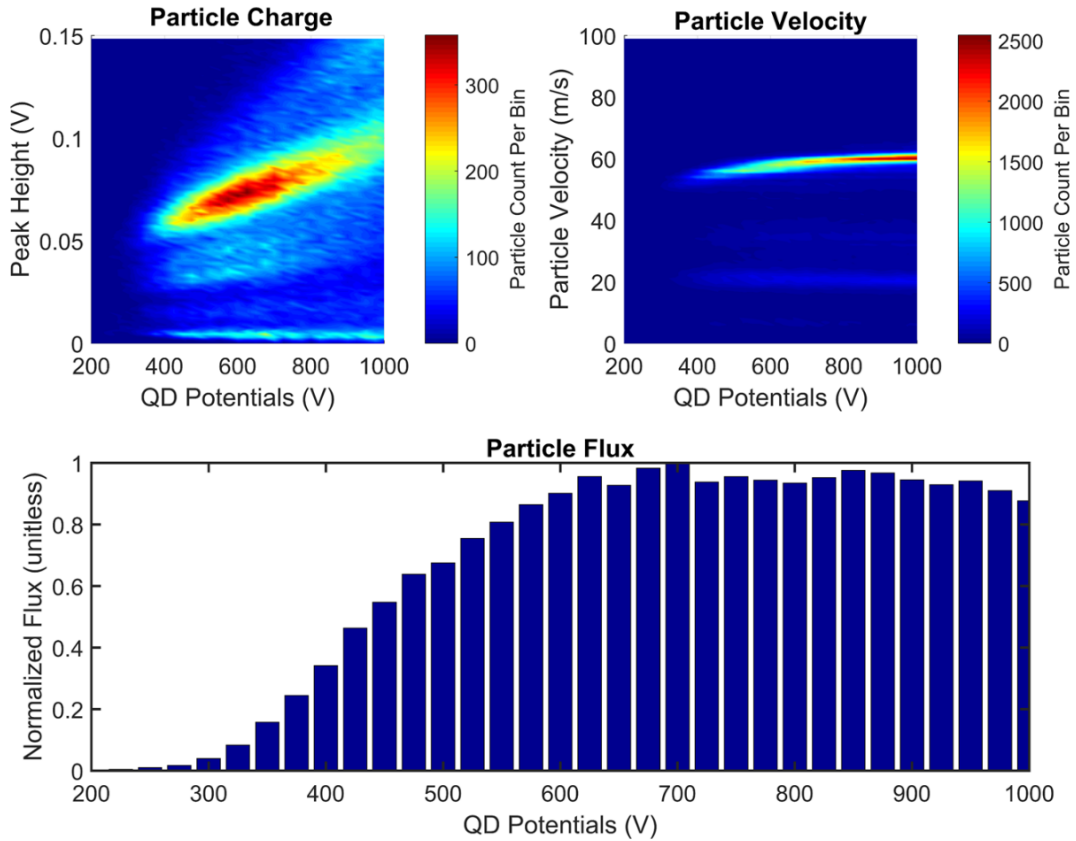 Particle Charge
0.15
0.1
0.05
0
Peak Height (V)
200 400 600 800 1000
QD Potentials (V)
300
200
100
0
Particle Count Per Bin
Particle Velocity
100
80
60
40
20
0
Particle Velocity (m/s)
200 400 600 800 1000
QD Potentials (V)
2500
2000
1500
1000
500
0
Particle Count Per Bin
Particle Flux
1
0.8
0.6
0.4
0.2
0
Normalized Flux (unitless)
200 300 400 500 600 700 800 900 1000
QD Potentials (V)